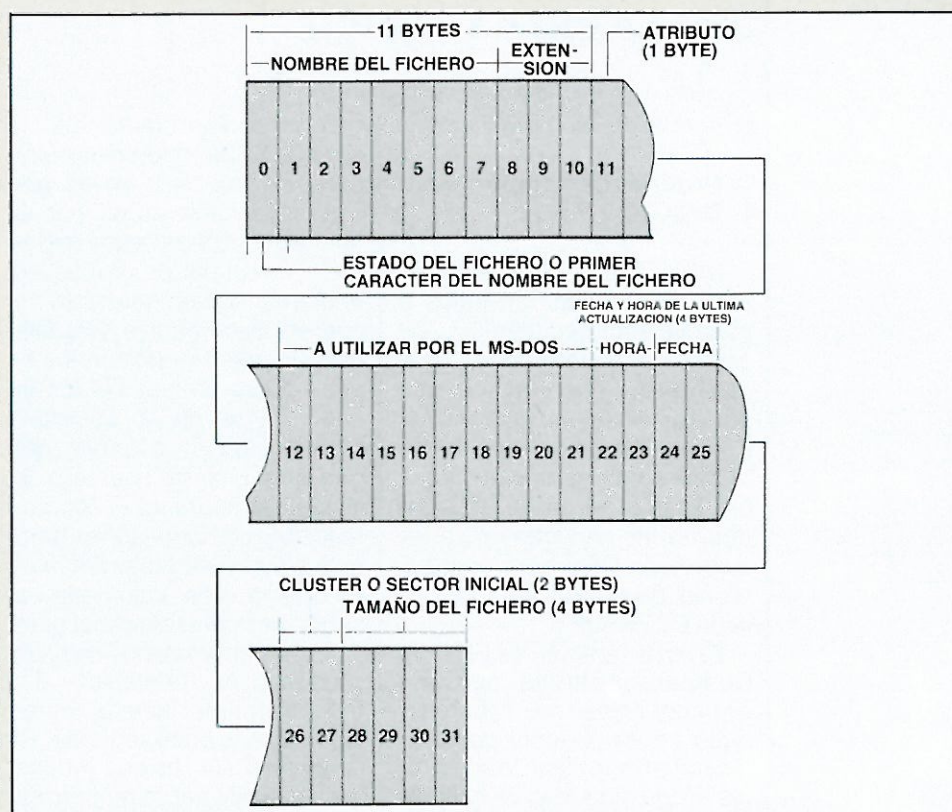 11 BYTES
ATRIBUTO
(1 BYTE)
NOMBRE DEL FICHERO
EXTEN-
SION
0 1 2 3 4 5 6 7 8 9 10 11
ESTADO DEL FICHERO O PRIMER
CARACTER DEL NOMBRE DEL FICHERO
FECHA Y HORA DE LA ULTIMA
ACTUALIZACION (4 BYTES)
A UTILIZAR POR EL MS-DOS
HORA
FECHA
12 13 14 15 16 17 18 19 20 21 22 23 24 25
CLUSTER O SECTOR INICIAL (2 BYTES)
TAMAÑO DEL FICHERO (4 BYTES)
26 27 28 29 30 31